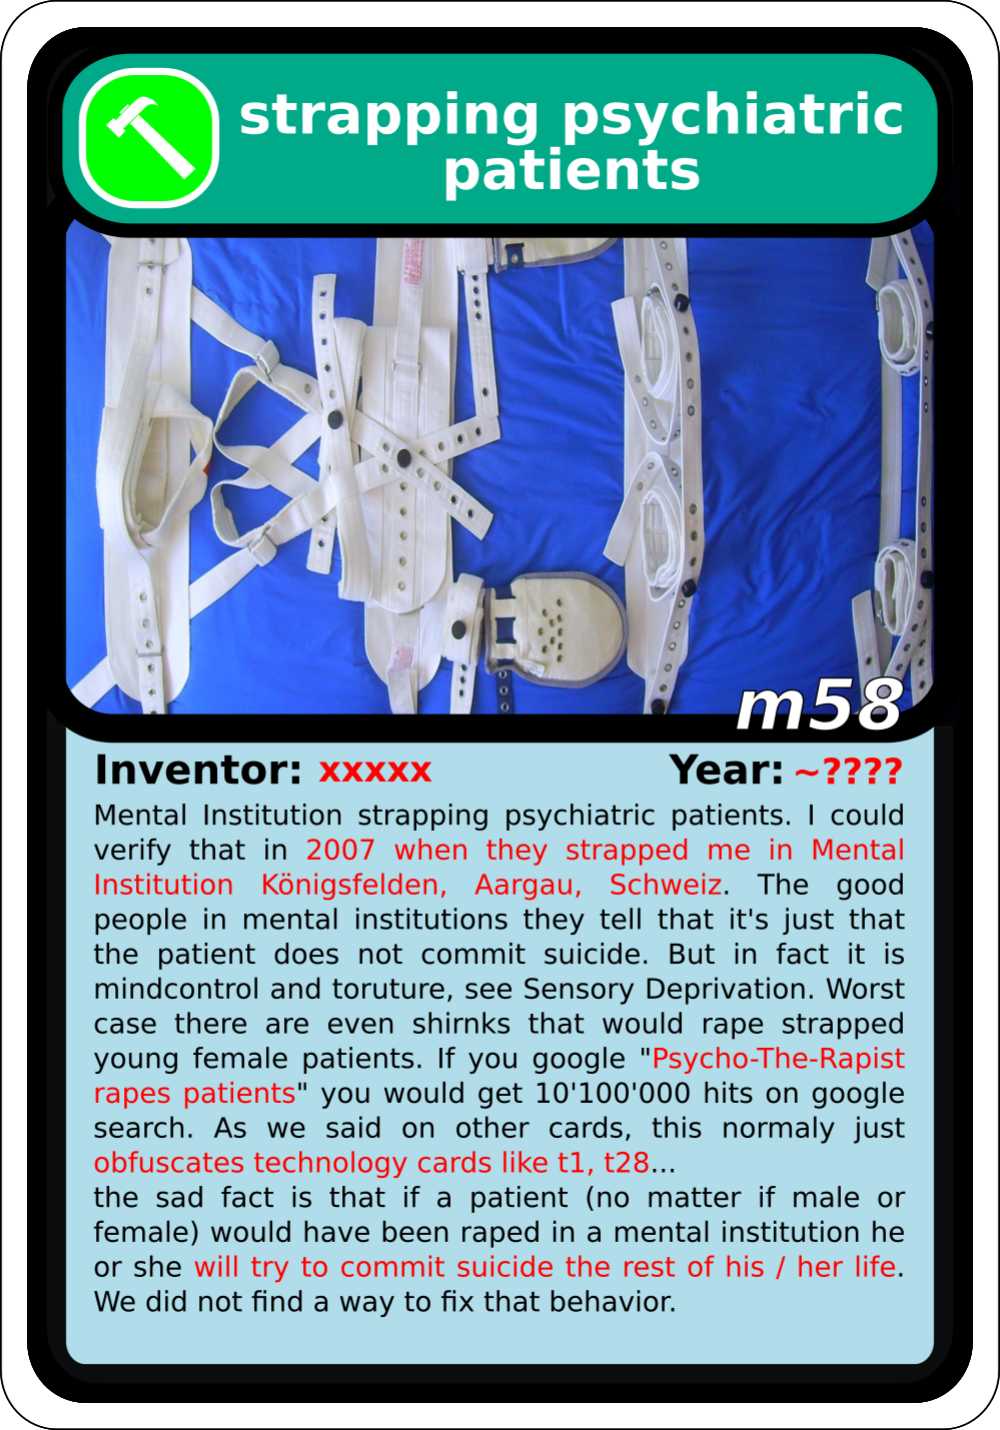 strapping psychiatric
patients
m58
Inventor: xxxxx Year: ~????
Mental Institution strapping psychiatric patients. I could
verify that in 2007 when they strapped me in Mental
Institution Königsfelden, Aargau, Schweiz. The good
people in mental institutions they tell that it's just that
the patient does not commit suicide. But in fact it is
mindcontrol and toruture, see Sensory Deprivation. Worst
case there are even shirnks that would rape strapped
young female patients. If you google "Psycho-The-Rapist
rapes patients" you would get 10'100'000 hits on google
search. As we said on other cards, this normaly just
obfuscates technology cards like t1, t28...
the sad fact is that if a patient (no matter if male or
female) would have been raped in a mental institution he
or she will try to commit suicide the rest of his / her life.
We did not find a way to fix that behavior.